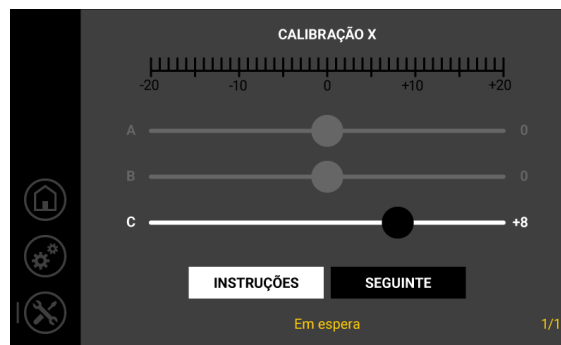 CALIBRAÇÃO X
-20 -10 0 +10 +20
A 0
B 0
C +8
INSTRUÇÕES SEGUINTE
Em espera 1/1